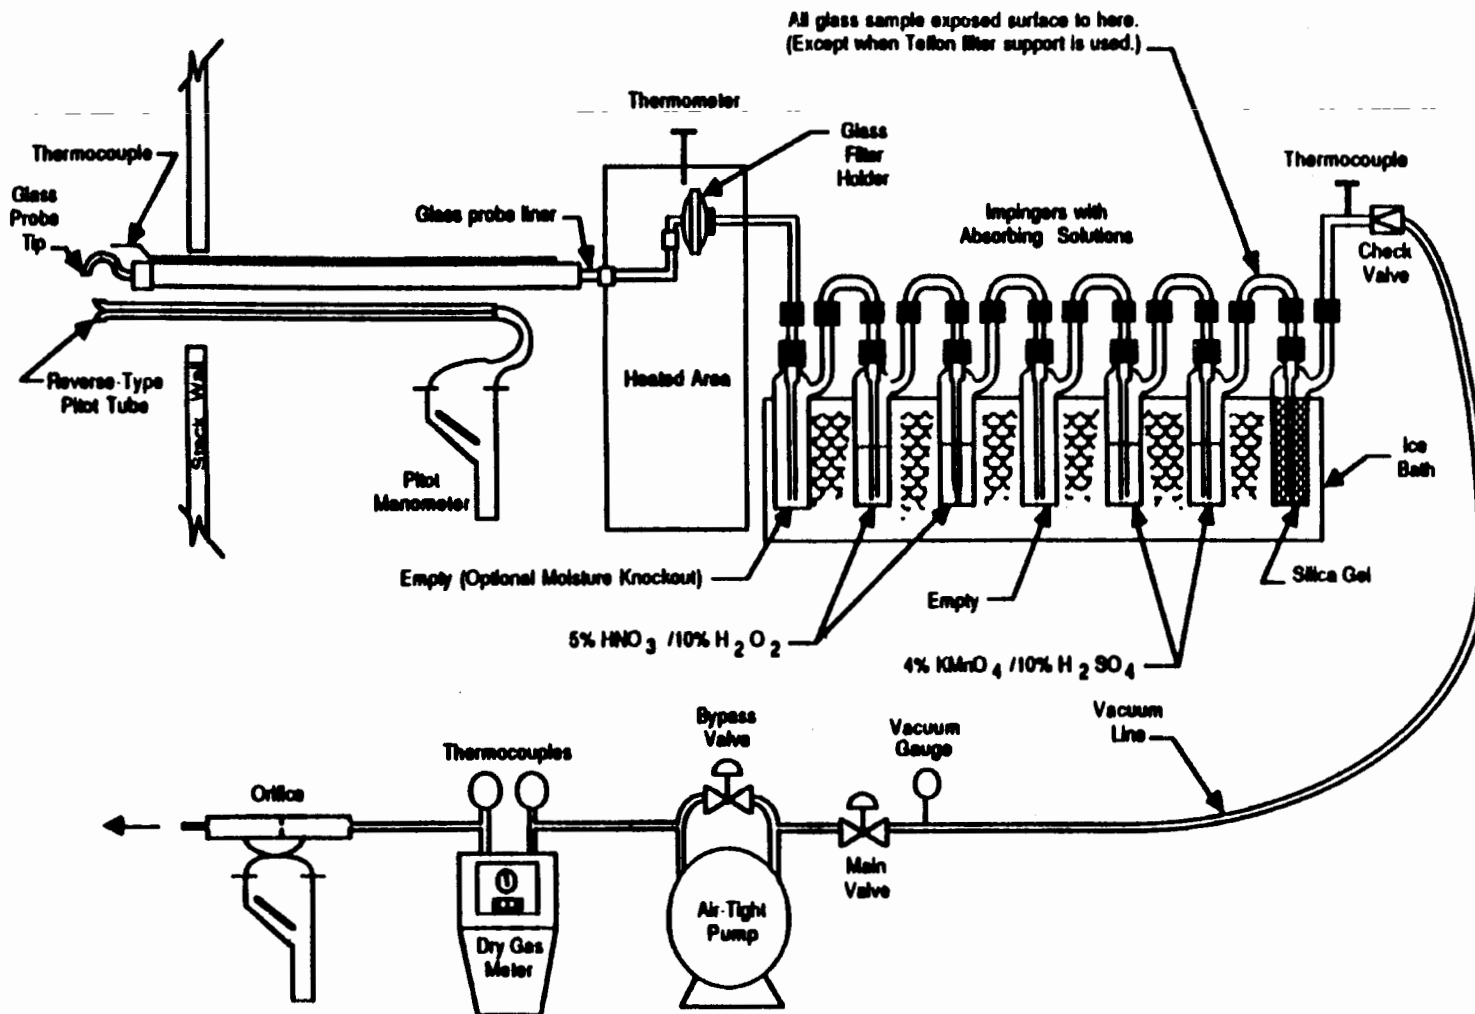 All glass sample exposed surface to here.
(Except when Teflon filter support is used.)
Thermometer
Glass
Filter
Holder
Thermocouple
Thermocouple
Glass
Probe
Tip
Glass probe liner
Impingers with
Absorbing Solutions
Check
Valve
Reverse-Type
Pitot Tube
Stack Wall
Heated Area
Pitot
Manometer
Ice
Bath
Empty (Optional Moisture Knockout)
Empty
Silica Gel
5% HNO3 /10% H2O2
4% KMnO4 /10% H2SO4
Vacuum
Line
Bypass
Valve
Vacuum
Gauge
Thermocouples
Orifice
Main
Valve
Air-Tight
Pump
Dry Gas
Meter